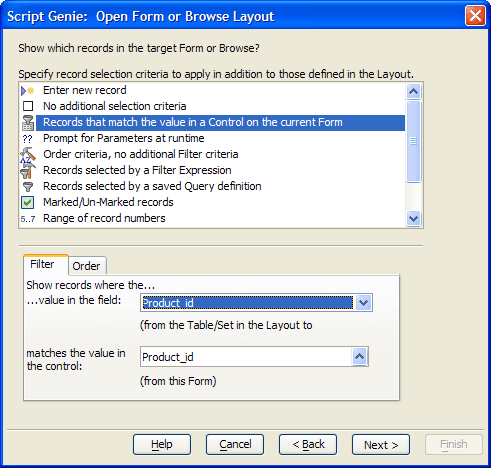 Script Genie:  Open Form or Browse Layout
Show which records in the target Form or Browse?
Specify record selection criteria to apply in addition to those defined in the Layout.
Enter new record
No additional selection criteria
Records that match the value in a Control on the current Form
?? Prompt for Parameters at runtime
AZ Order criteria, no additional Filter criteria
Records selected by a Filter Expression
Records selected by a saved Query definition
Marked/Un-Marked records
5..7 Range of record numbers
Filter Order
Show records where the...
...value in the field: Product_id
(from the Table/Set in the Layout to
matches the value in Product_id
the control:
(from this Form)
Help Cancel < Back Next > Finish